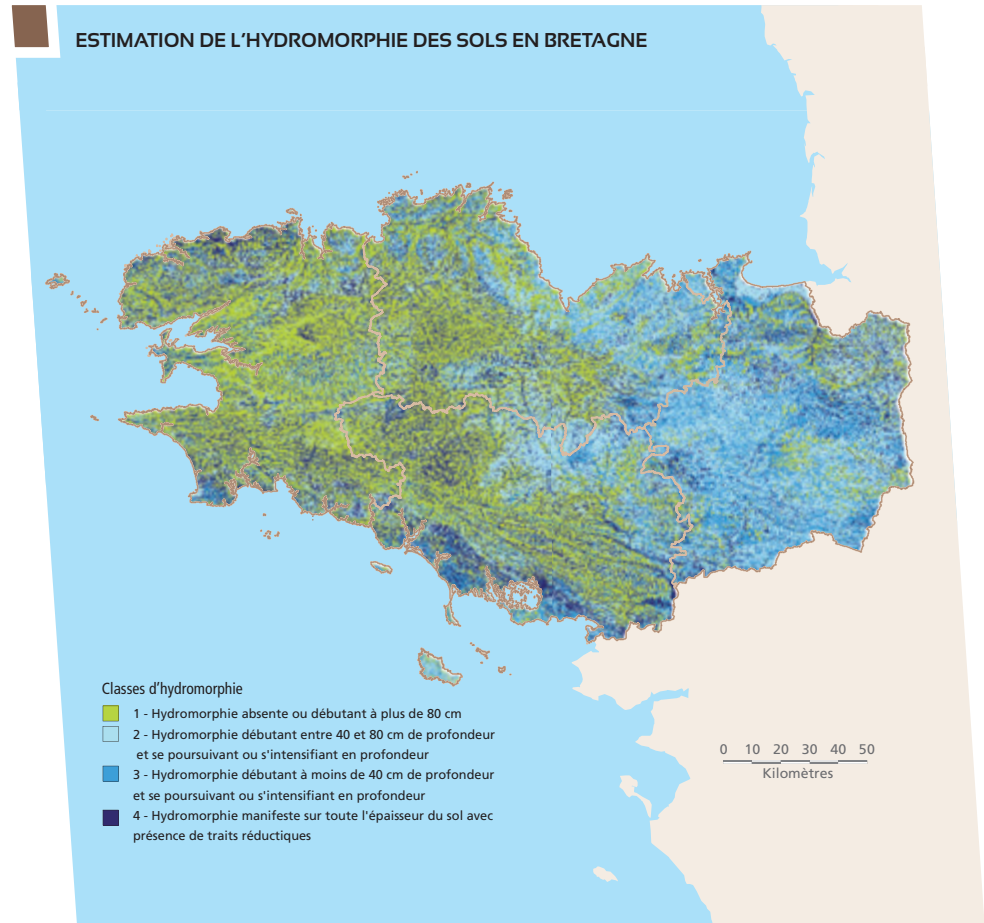 ESTIMATION DE L'HYDROMORPHIE DES SOLS EN BRETAGNE
Classes d’hydromorphie
1 - Hydromorphie absente ou débutant à plus de 80 cm
2 - Hydromorphie débutant entre 40 et 80 cm de profondeur
et se poursuivant ou s'intensifiant en profondeur
3 - Hydromorphie débutant à moins de 40 cm de profondeur
et se poursuivant ou s'intensifiant en profondeur
4 - Hydromorphie manifeste sur toute l'épaisseur du sol avec
présence de traits réductiques
0 10 20 30 40 50
Kilomètres